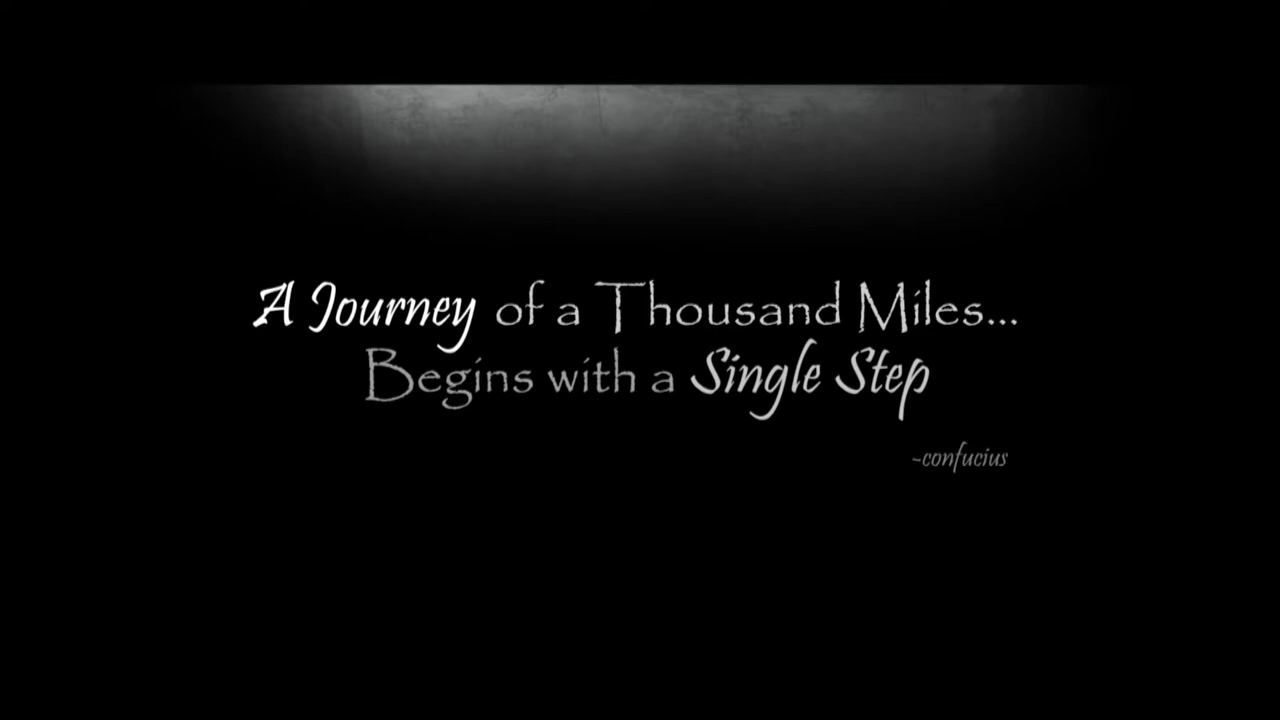 A Journey of a Thousand Miles...
Begins with a Single Step
~confucius